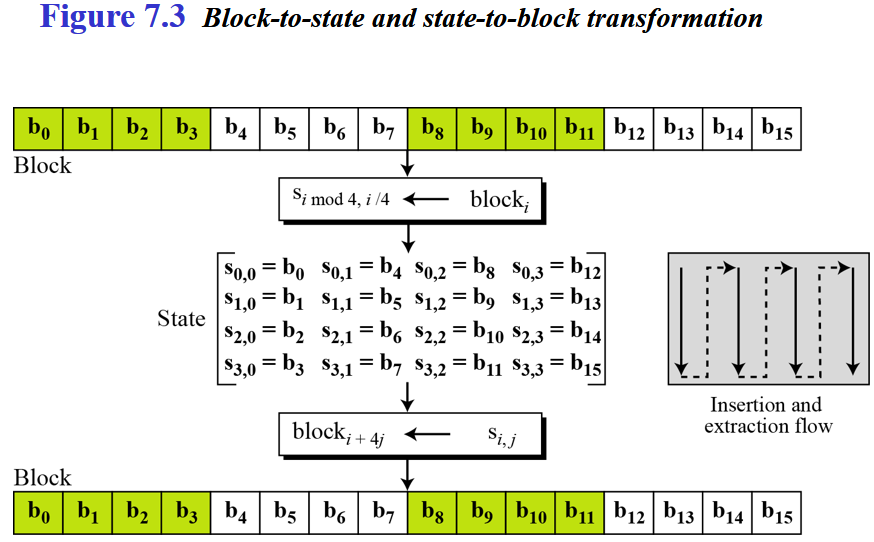 Figure 7.3 Block-to-state and state-to-block transformation
b0 b1 b2 b3 b4 b5 b6 b7 b8 b9 b10 b11 b12 b13 b14 b15
Block
s i mod 4, i /4 ← block i
State
s0,0 = b0 s0,1 = b4 s0,2 = b8 s0,3 = b12
s1,0 = b1 s1,1 = b5 s1,2 = b9 s1,3 = b13
s2,0 = b2 s2,1 = b6 s2,2 = b10 s2,3 = b14
s3,0 = b3 s3,1 = b7 s3,2 = b11 s3,3 = b15
Insertion and
extraction flow
block i + 4j ← s i, j
Block
b0 b1 b2 b3 b4 b5 b6 b7 b8 b9 b10 b11 b12 b13 b14 b15